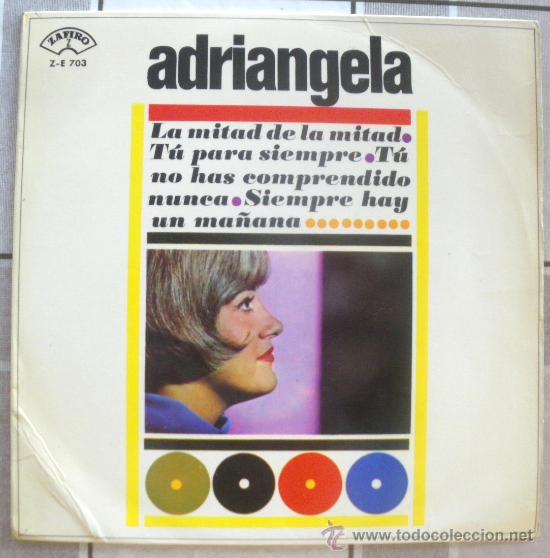 ZAFIRO
Z
Z-E 703
adriangela
La mitad de la mitad.
Tú para siempre.Tú
no has comprendido
nunca.Siempre hay
un mañana.........
todocoleccion.net